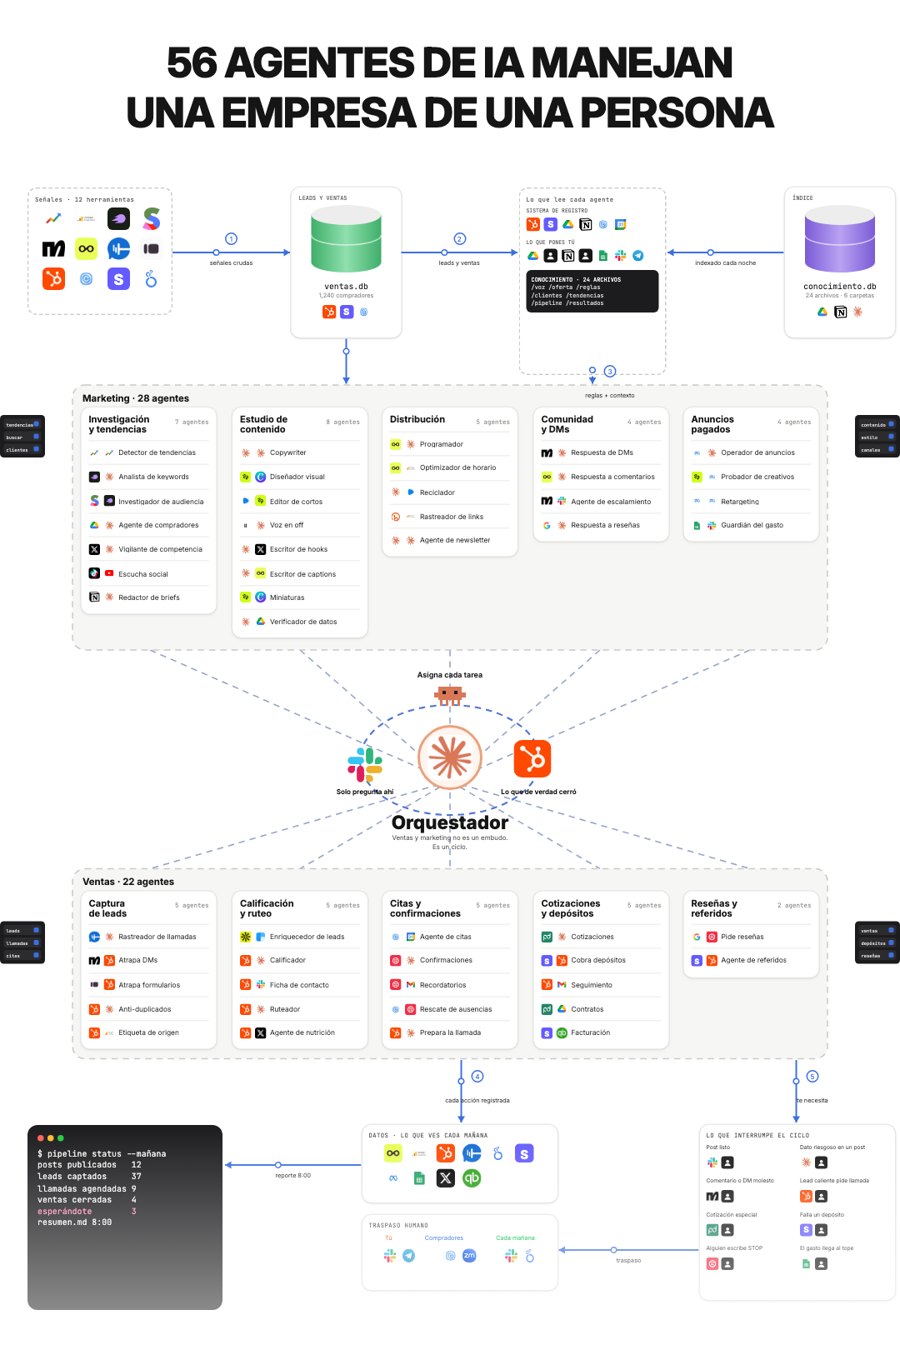 56 AGENTES DE IA MANEJAN
UNA EMPRESA DE UNA PERSONA
Señales · 12 herramientas
1
señales crudas
LEADS Y VENTAS
ventas.db
1,240 compradores
2
leads y ventas
Lo que lee cada agente
SISTEMA DE REGISTRO
LO QUE PONES TÚ
CONOCIMIENTO · 24 ARCHIVOS
/voz /oferta /reglas
/clientes /tendencias
/pipeline /resultados
indexado cada noche
ÍNDICE
conocimiento.db
24 archivos · 6 carpetas
3
reglas + contexto
tendencias
buscar
clientes
contenido
estilo
canales
Marketing · 28 agentes
Investigación
y tendencias
7 agentes
Detector de tendencias
Analista de keywords
Investigador de audiencia
Agente de compradores
Vigilante de competencia
Escucha social
Redactor de briefs
Estudio de
contenido
8 agentes
Copywriter
Diseñador visual
Editor de cortos
Voz en off
Escritor de hooks
Escritor de captions
Miniaturas
Verificador de datos
Distribución
5 agentes
Programador
Optimizador de horario
Reciclador
Rastreador de links
Agente de newsletter
Comunidad
y DMs
4 agentes
Respuesta de DMs
Respuesta a comentarios
Agente de escalamiento
Respuesta a reseñas
Anuncios
pagados
4 agentes
Operador de anuncios
Probador de creativos
Retargeting
Guardián del gasto
Asigna cada tarea
Solo pregunta ahí
Lo que de verdad cerró
Orquestador
Ventas y marketing no es un embudo.
Es un ciclo.
leads
llamadas
citas
ventas
depósitos
reseñas
Ventas · 22 agentes
Captura
de leads
5 agentes
Rastreador de llamadas
Atrapa DMs
Atrapa formularios
Anti-duplicados
Etiqueta de origen
Calificación
y ruteo
5 agentes
Enriquecedor de leads
Calificador
Ficha de contacto
Ruteador
Agente de nutrición
Citas y
confirmaciones
5 agentes
Agente de citas
Confirmaciones
Recordatorios
Rescate de ausencias
Prepara la llamada
Cotizaciones
y depósitos
5 agentes
Cotizaciones
Cobra depósitos
Seguimiento
Contratos
Facturación
Reseñas y
referidos
2 agentes
Pide reseñas
Agente de referidos
4
cada acción registrada
5
te necesita
$ pipeline status --mañana
posts publicados 12
leads captados 37
llamadas agendadas 9
ventas cerradas 4
esperándote 3
resumen.md 8:00
reporte 8:00
DATOS · LO QUE VES CADA MAÑANA
TRASPASO HUMANO
Tú
Compradores
Cada mañana
zm
traspaso
LO QUE INTERRUMPE EL CICLO
Post listo
Dato riesgoso en un post
Comentario o DM molesto
Lead caliente pide llamada
Cotización especial
Falla un depósito
Alguien escribe STOP
El gasto llega al tope